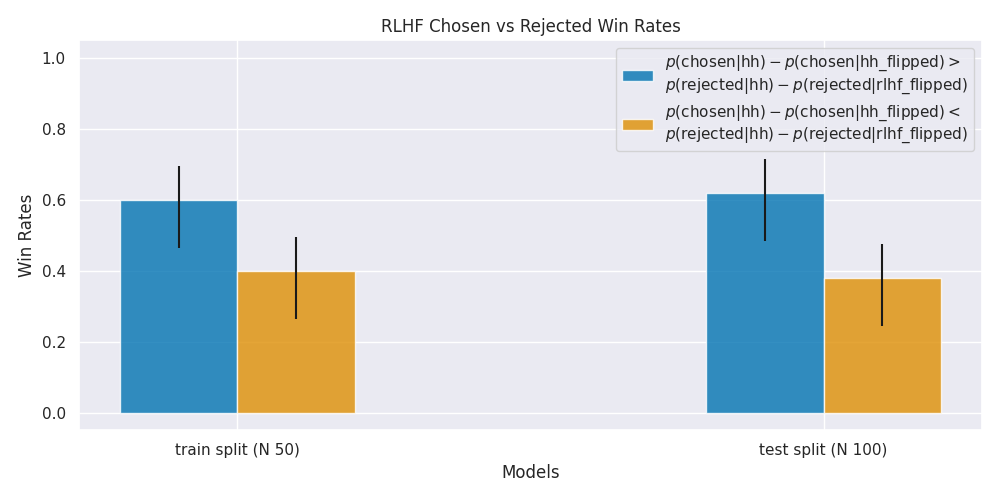 RLHF Chosen vs Rejected Win Rates
p(chosen|hh) − p(chosen|hh_flipped) >
p(rejected|hh) − p(rejected|rlhf_flipped)
p(chosen|hh) − p(chosen|hh_flipped) <
p(rejected|hh) − p(rejected|rlhf_flipped)
Win Rates
1.0
0.8
0.6
0.4
0.2
0.0
train split (N 50)
test split (N 100)
Models